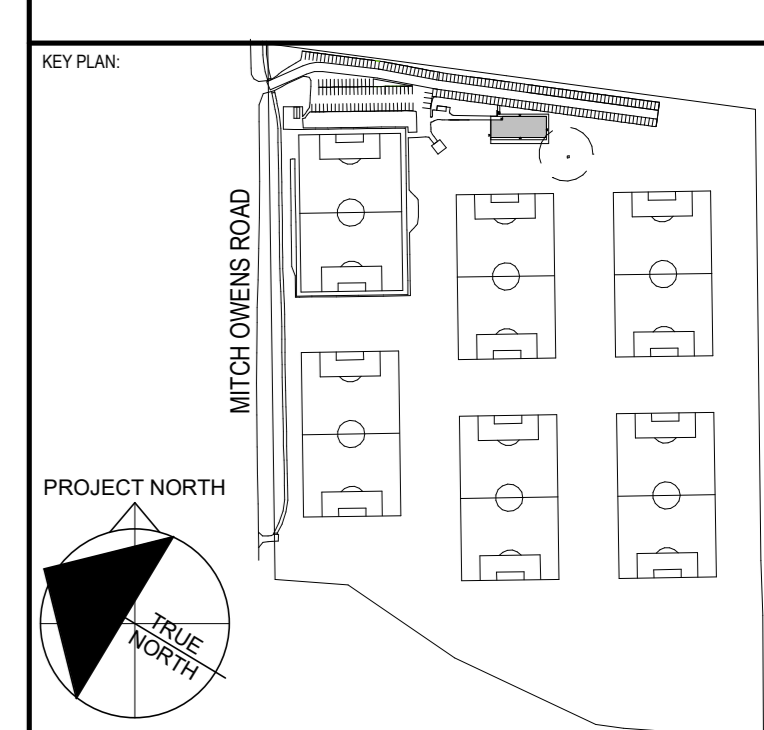 KEY PLAN:
MITCH OWENS ROAD
PROJECT NORTH
TRUE
NORTH